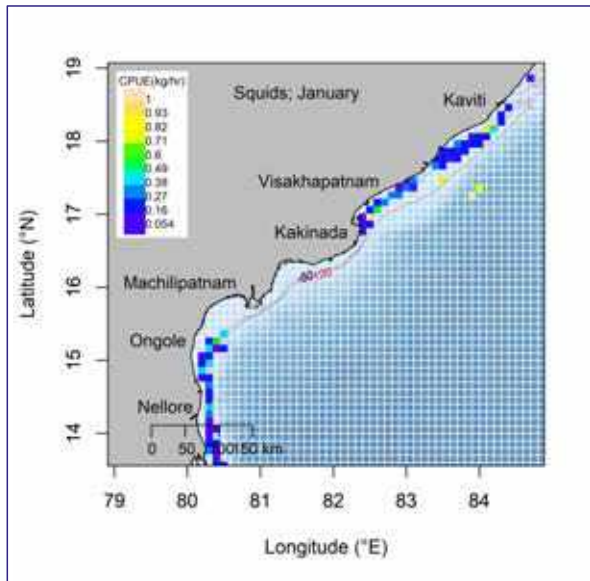 CPUE(kg/hr)
1
0.93
0.82
0.71
0.6
0.49
0.38
0.27
0.16
0.054
Squids; January
Kaviti
Visakhapatnam
Kakinada
Machilipatnam
Ongole
Nellore
0 50 100 150 km
19
18
17
16
15
14
Latitude (°N)
79 80 81 82 83 84
Longitude (°E)